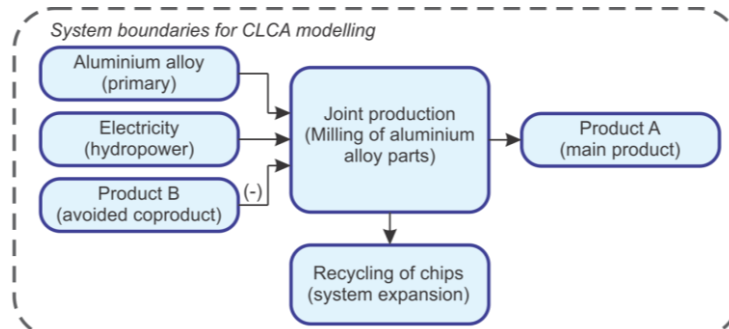 System boundaries for CLCA modelling
Aluminium alloy
(primary)
Electricity
(hydropower)
Product B
(avoided coproduct)
(-)
Joint production
(Milling of aluminium
alloy parts)
Product A
(main product)
Recycling of chips
(system expansion)